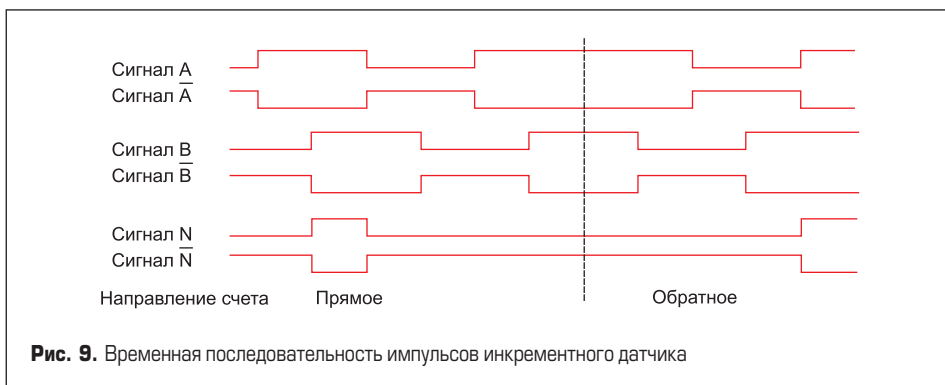 Сигнал A
Сигнал A̅
Сигнал B
Сигнал B̅
Сигнал N
Сигнал N̅
Направление счета Прямое Обратное
Рис. 9. Временная последовательность импульсов инкрементного датчика